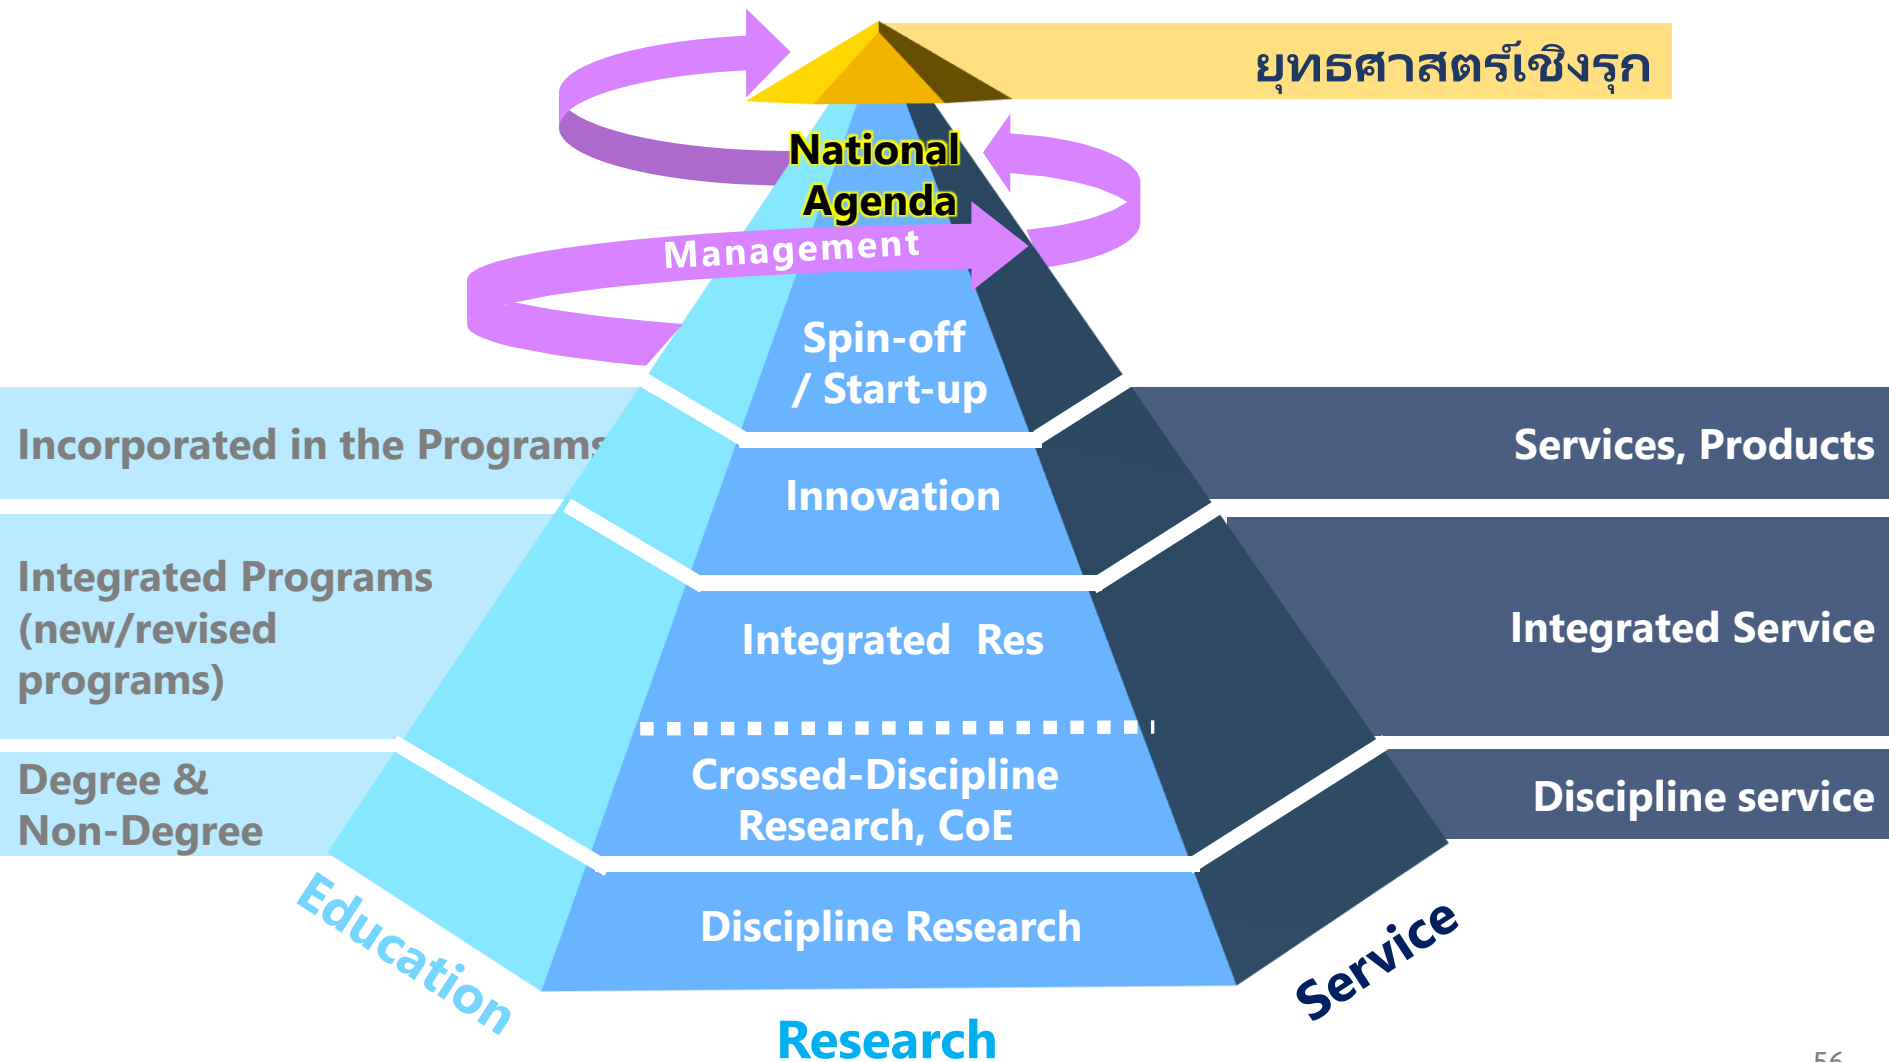 ยุทธศาสตร์เชิงรุก
National
Agenda
Management
Spin-off
/ Start-up
Incorporated in the Programs
Services, Products
Innovation
Integrated Programs
(new/revised
programs)
Integrated Res
Integrated Service
Crossed-Discipline
Research, CoE
Degree &
Non-Degree
Discipline service
Discipline Research
Education
Service
Research
56